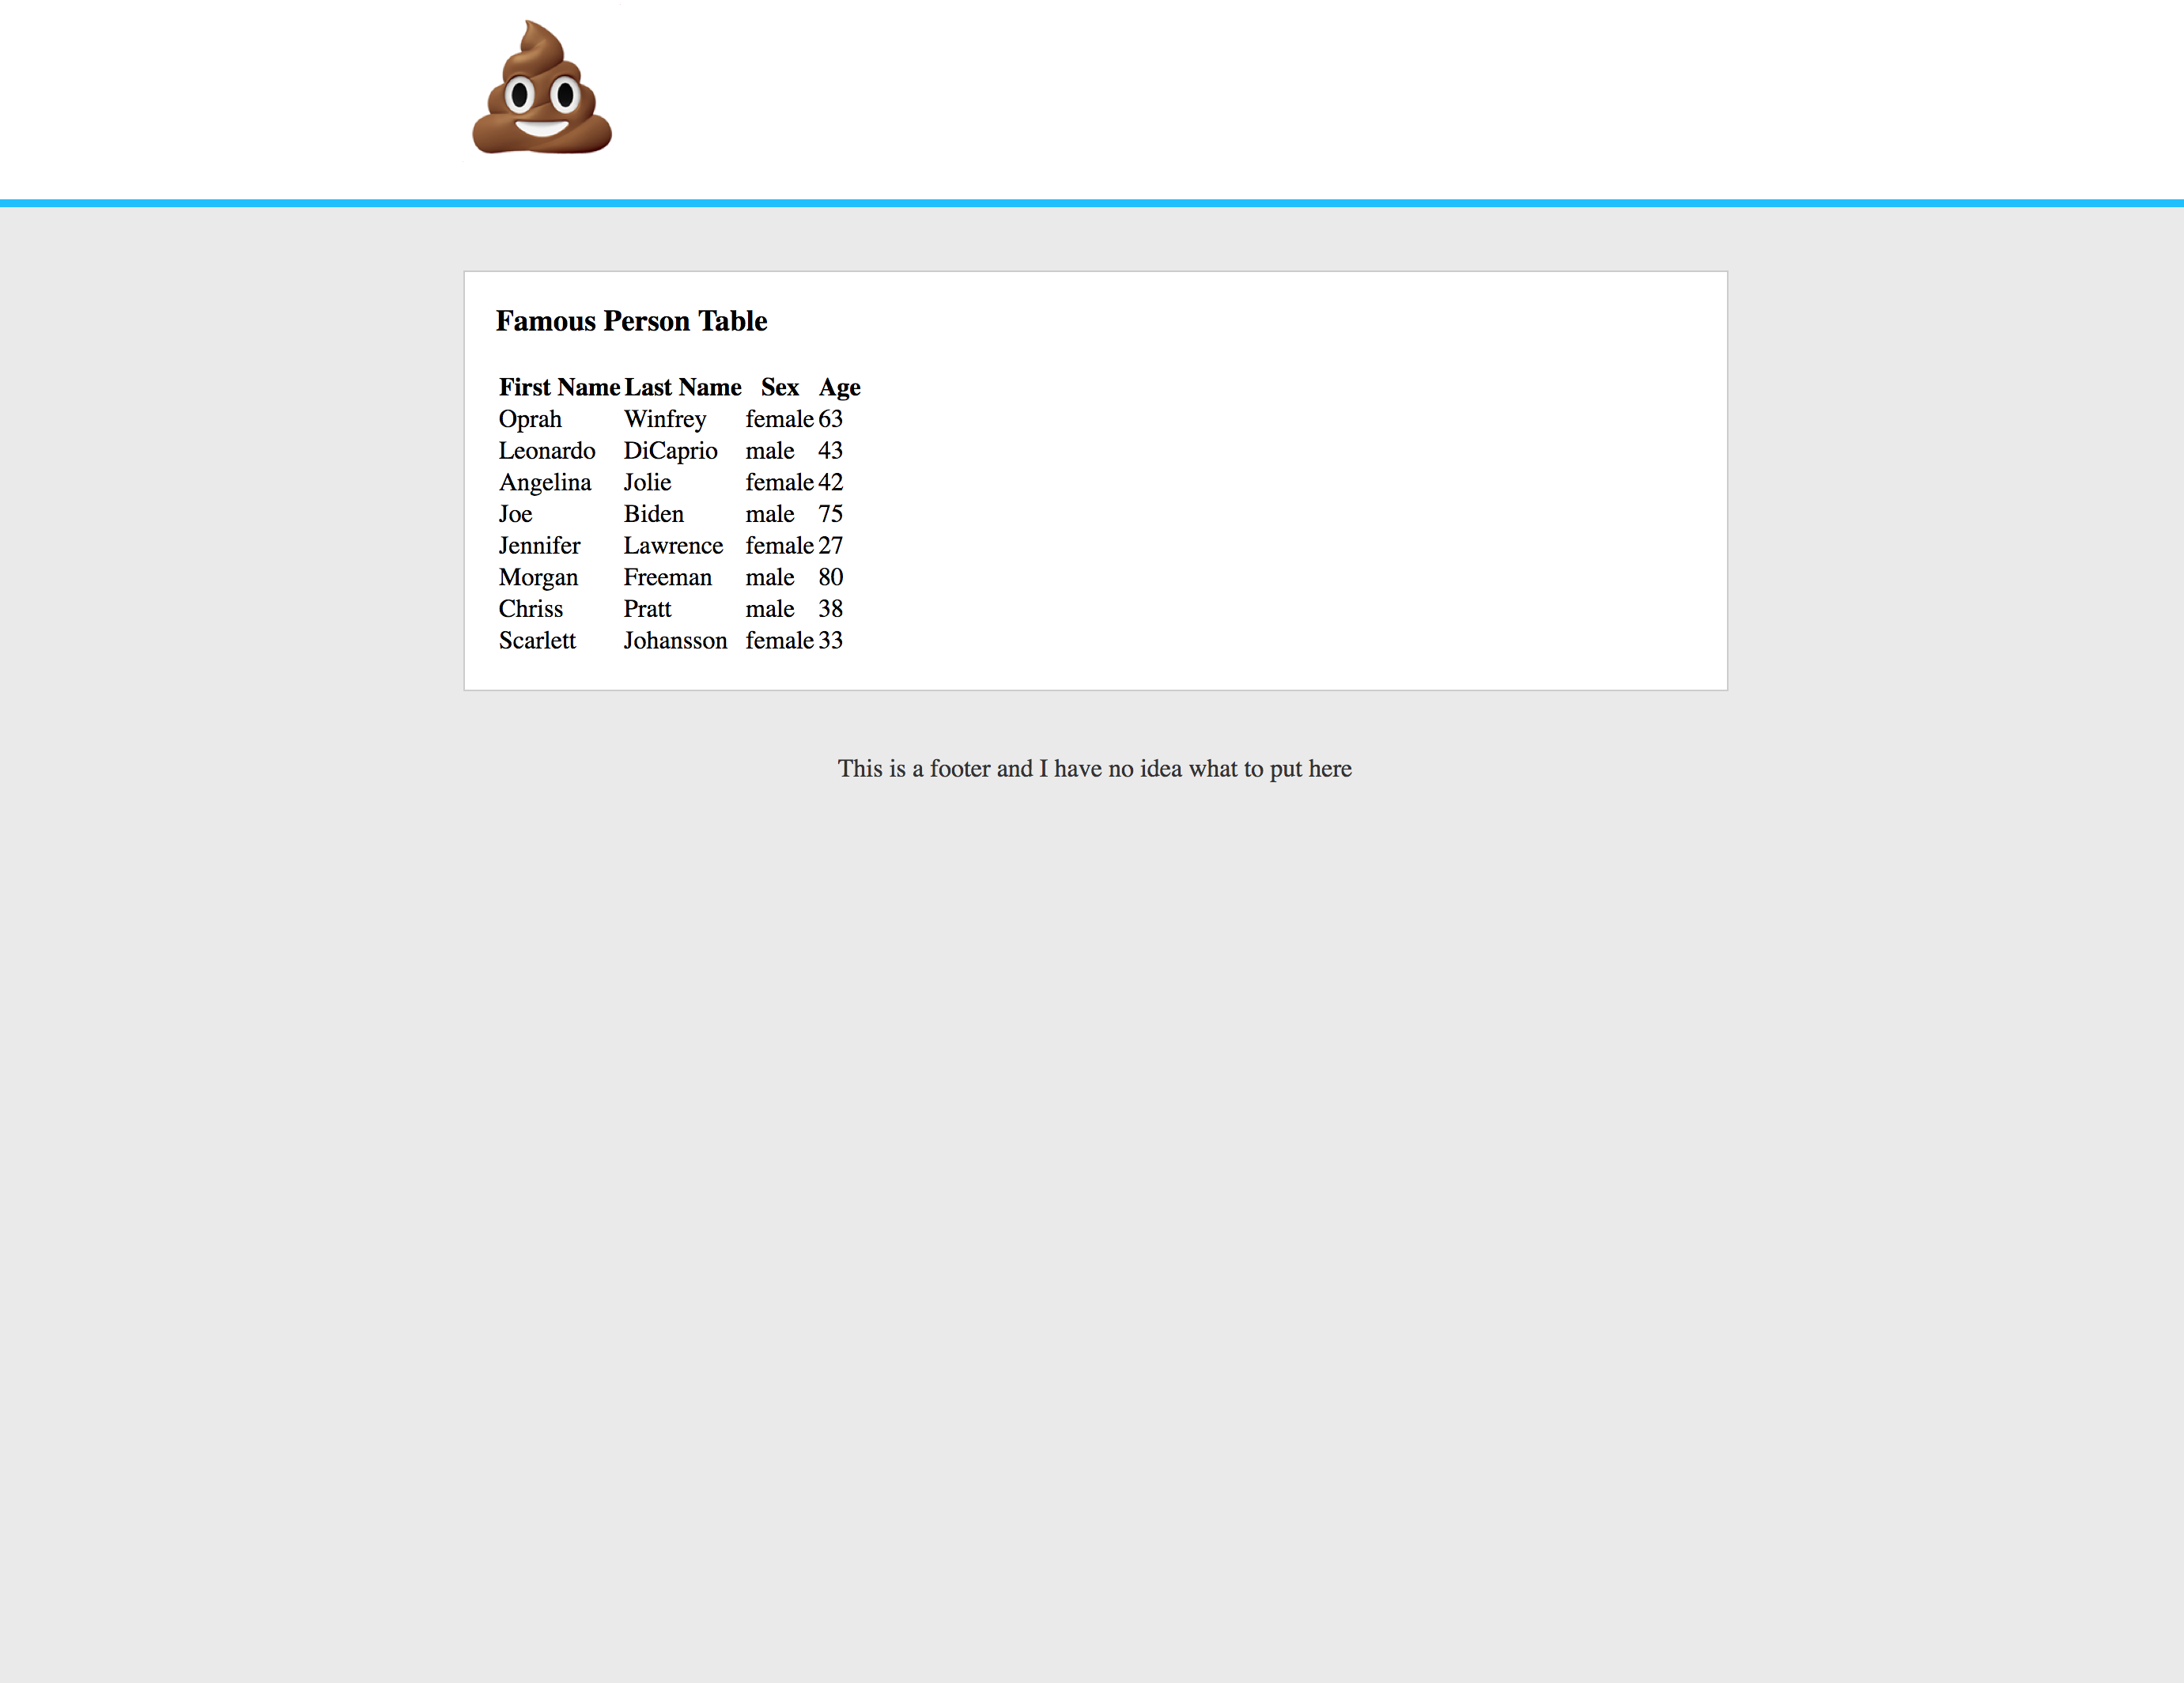 Famous Person Table
First Name Last Name Sex Age
Oprah Winfrey female 63
Leonardo DiCaprio male 43
Angelina Jolie female 42
Joe Biden male 75
Jennifer Lawrence female 27
Morgan Freeman male 80
Chriss Pratt male 38
Scarlett Johansson female 33
This is a footer and I have no idea what to put here